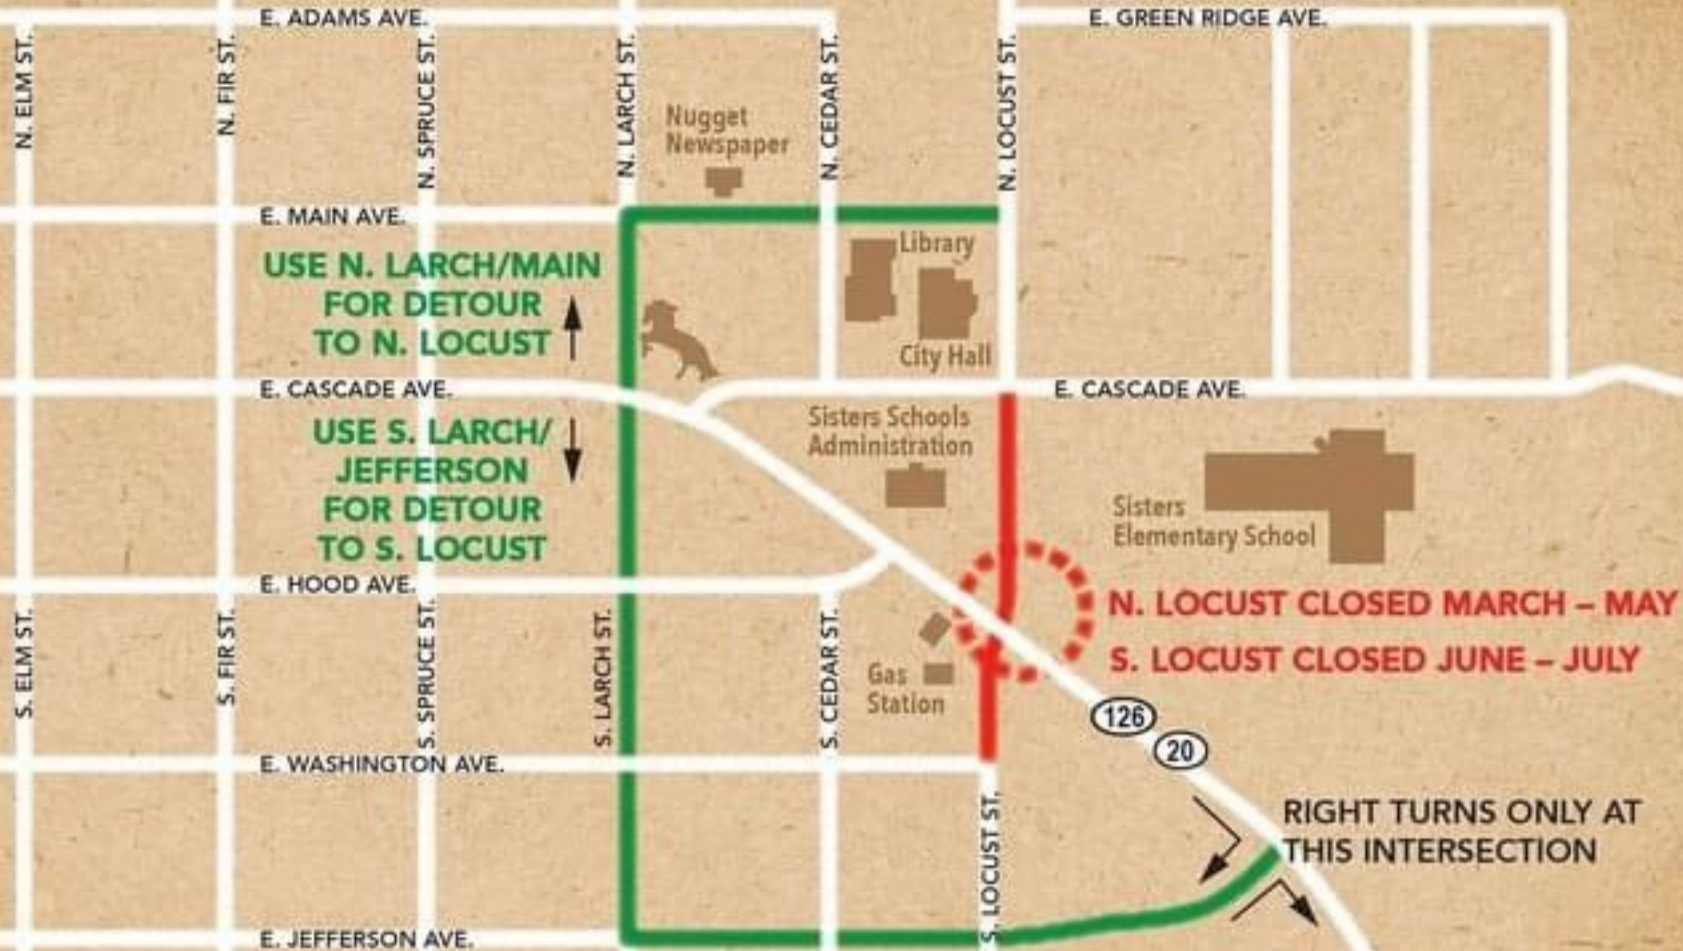 E. ADAMS AVE.
E. GREEN RIDGE AVE.
N. ELM ST.
N. FIR ST.
N. SPRUCE ST.
N. LARCH ST.
N. CEDAR ST.
N. LOCUST ST.
Nugget
Newspaper
E. MAIN AVE.
USE N. LARCH/MAIN
FOR DETOUR
TO N. LOCUST
Library
City Hall
E. CASCADE AVE.
E. CASCADE AVE.
USE S. LARCH/
JEFFERSON
FOR DETOUR
TO S. LOCUST
Sisters Schools
Administration
Sisters
Elementary School
E. HOOD AVE.
N. LOCUST CLOSED MARCH – MAY
S. LOCUST CLOSED JUNE – JULY
S. ELM ST.
S. FIR ST.
S. SPRUCE ST.
S. LARCH ST.
S. CEDAR ST.
Gas
Station
126
20
E. WASHINGTON AVE.
S. LOCUST ST.
RIGHT TURNS ONLY AT
THIS INTERSECTION
E. JEFFERSON AVE.